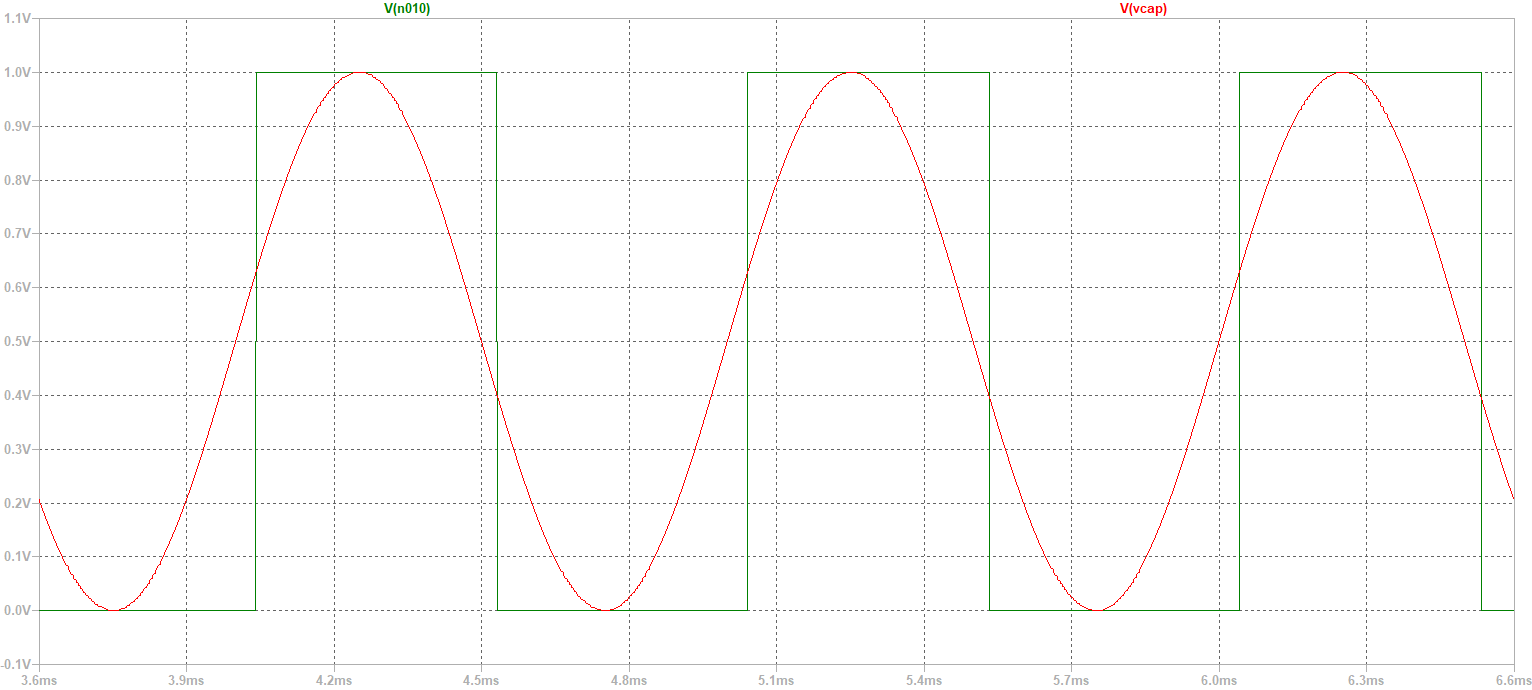 V(n010) V(vcap)
1.1V
1.0V
0.9V
0.8V
0.7V
0.6V
0.5V
0.4V
0.3V
0.2V
0.1V
0.0V
-0.1V
3.6ms 3.9ms 4.2ms 4.5ms 4.8ms 5.1ms 5.4ms 5.7ms 6.0ms 6.3ms 6.6ms